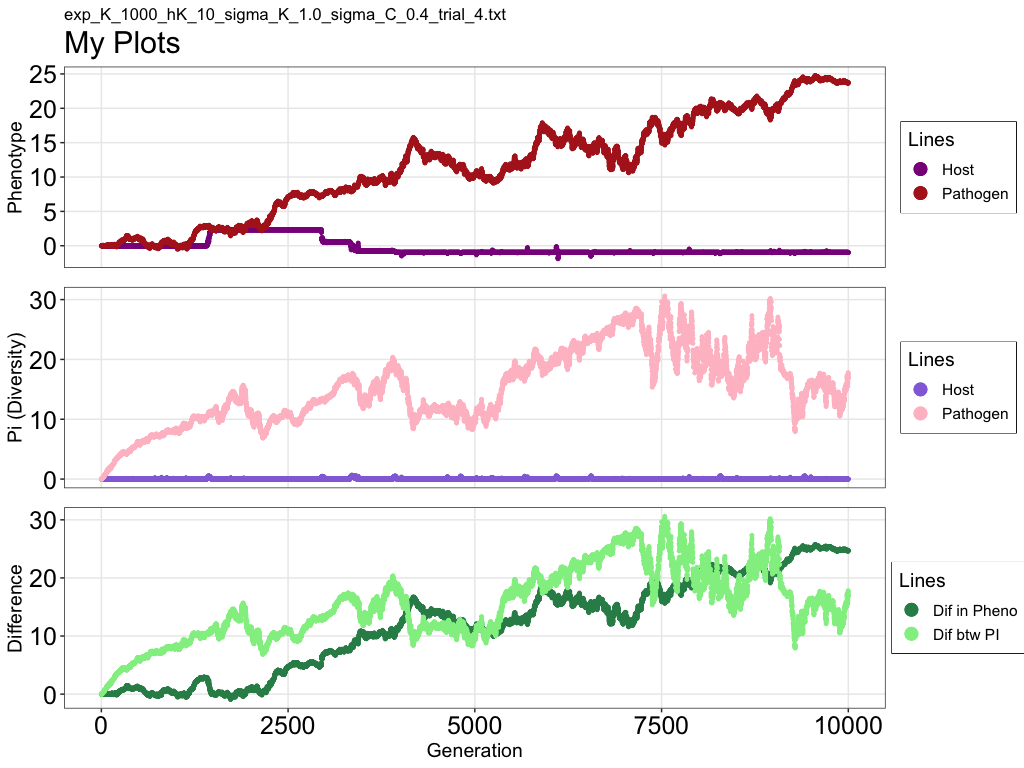 exp_K_1000_hK_10_sigma_K_1.0_sigma_C_0.4_trial_4.txt
My Plots
Phenotype
25
20
15
10
5
0
Lines
Host
Pathogen
Pi (Diversity)
30
20
10
0
Lines
Host
Pathogen
Difference
30
20
10
0
Lines
Dif in Pheno
Dif btw PI
0
2500
5000
7500
10000
Generation